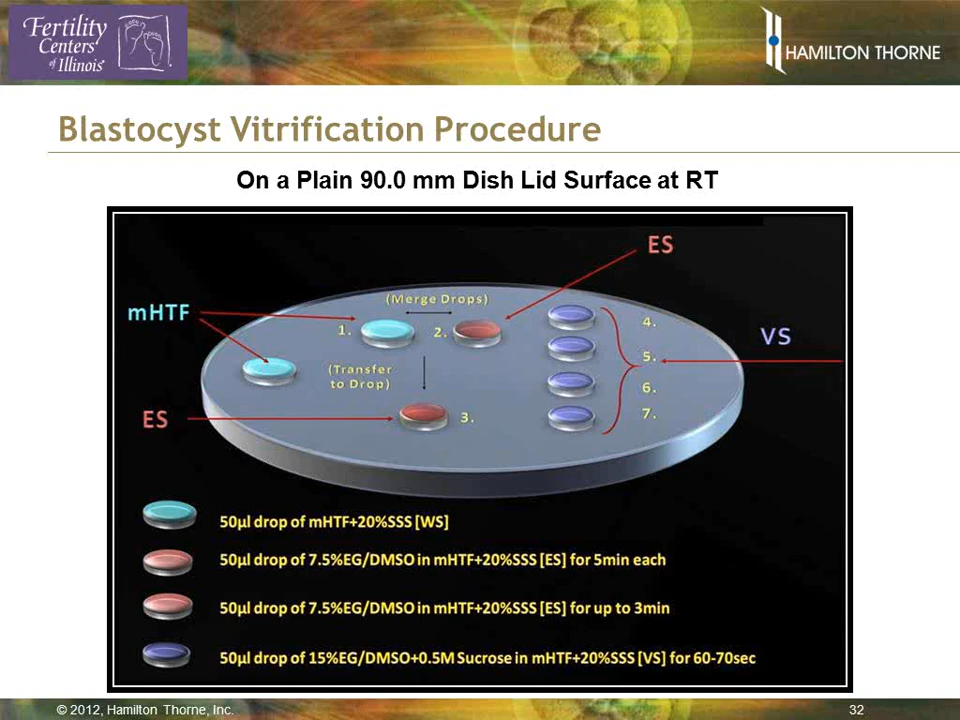 Fertility
Centers®
of Illinois®
HAMILTON THORNE
Blastocyst Vitrification Procedure
On a Plain 90.0 mm Dish Lid Surface at RT
ES
(Merge Drops)
mHTF
1.
2.
4.
VS
5.
(Transfer
to Drop)
6.
ES
3.
7.
50µl drop of mHTF+20%SSS [WS]
50µl drop of 7.5%EG/DMSO in mHTF+20%SSS [ES] for 5min each
50µl drop of 7.5%EG/DMSO in mHTF+20%SSS [ES] for up to 3min
50µl drop of 15%EG/DMSO+0.5M Sucrose in mHTF+20%SSS [VS] for 60-70sec
© 2012, Hamilton Thorne, Inc.
32